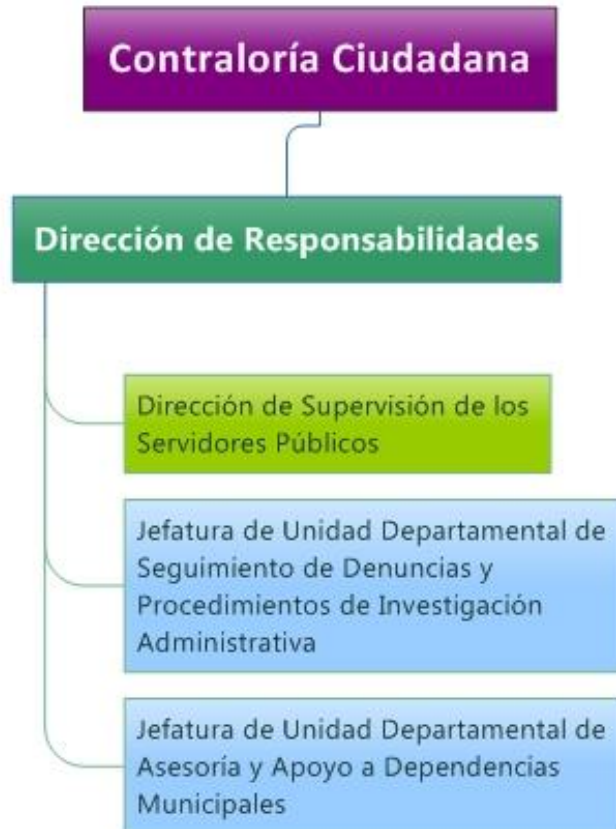 Contraloría Ciudadana
Dirección de Responsabilidades
Dirección de Supervisión de los
Servidores Públicos
Jefatura de Unidad Departamental de
Seguimiento de Denuncias y
Procedimientos de Investigación
Administrativa
Jefatura de Unidad Departamental de
Asesoría y Apoyo a Dependencias
Municipales